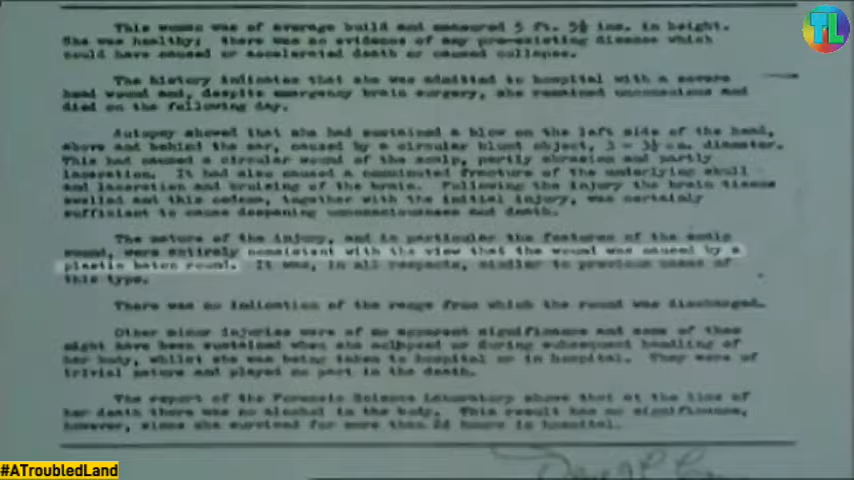 TL
This woman was of average build and measured 5 ft. 5½ ins. in height.
She was healthy; there was no evidence of any pre-existing disease which
could have caused or accelerated death or caused collapse.
The history indicates that she was admitted to hospital with a severe
head wound and, despite emergency brain surgery, she remained unconscious and
died on the following day.
Autopsy showed that she had sustained a blow on the left side of the head,
above and behind the ear, caused by a circular blunt object, 3 - 3½ cm. diameter.
This had caused a circular wound of the scalp, partly abrasion and partly
laceration. It had also caused a comminuted fracture of the underlying skull
and laceration and bruising of the brain. Following the injury the brain tissue
swelled and this oedema, together with the initial injury, was certainly
sufficient to cause deepening unconsciousness and death.
The nature of the injury, and in particular the features of the scalp
wound, were entirely consistent with the view that the wound was caused by a
plastic baton round. It was, in all respects, similar to previous cases of
this type.
There was no indication of the range from which the round was discharged.
Other minor injuries were of no apparent significance and some of them
might have been sustained when she collapsed or during subsequent handling of
her body, whilst she was being taken to hospital or in hospital. They were of
trivial nature and played no part in the death.
The report of the Forensic Science Laboratory shows that at the time of
her death there was no alcohol in the body. This result has no significance,
however, since she survived for more than 24 hours in hospital.
#ATroubledLand